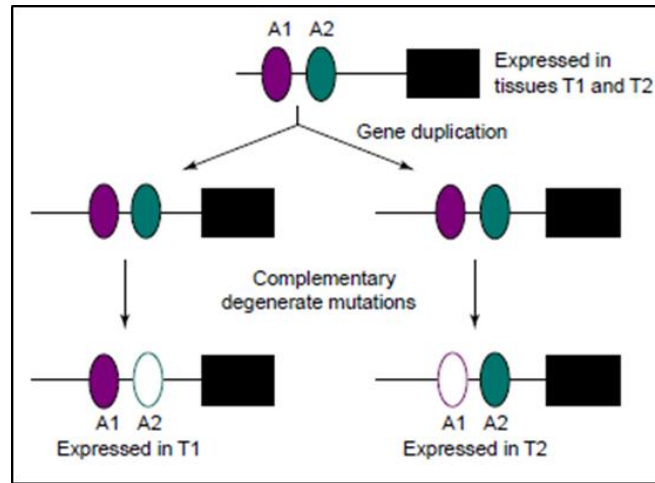 A1 A2
Expressed in
tissues T1 and T2
Gene duplication
Complementary
degenerate mutations
A1 A2
Expressed in T1
A1 A2
Expressed in T2